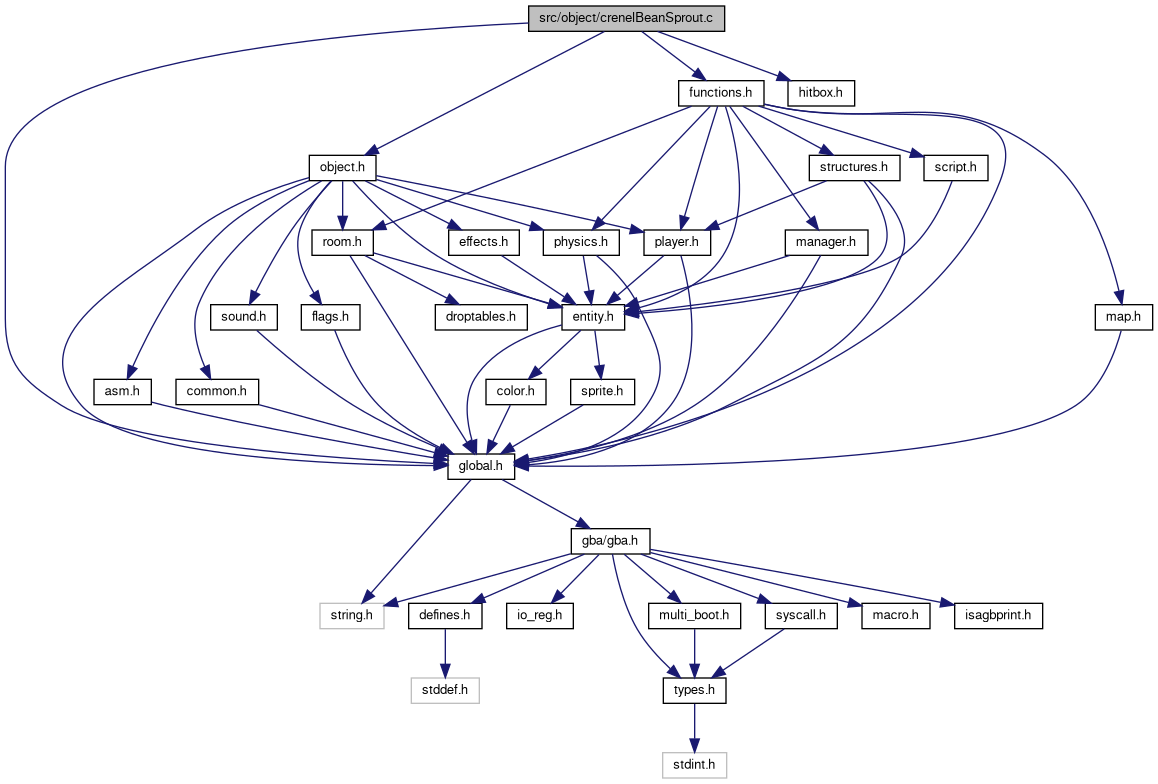 src/object/crenelBeanSprout.c
functions.h
hitbox.h
object.h
structures.h
script.h
room.h
effects.h
physics.h
player.h
manager.h
sound.h
flags.h
droptables.h
entity.h
map.h
asm.h
common.h
color.h
sprite.h
global.h
gba/gba.h
string.h
defines.h
io_reg.h
multi_boot.h
syscall.h
macro.h
isagbprint.h
stddef.h
types.h
stdint.h